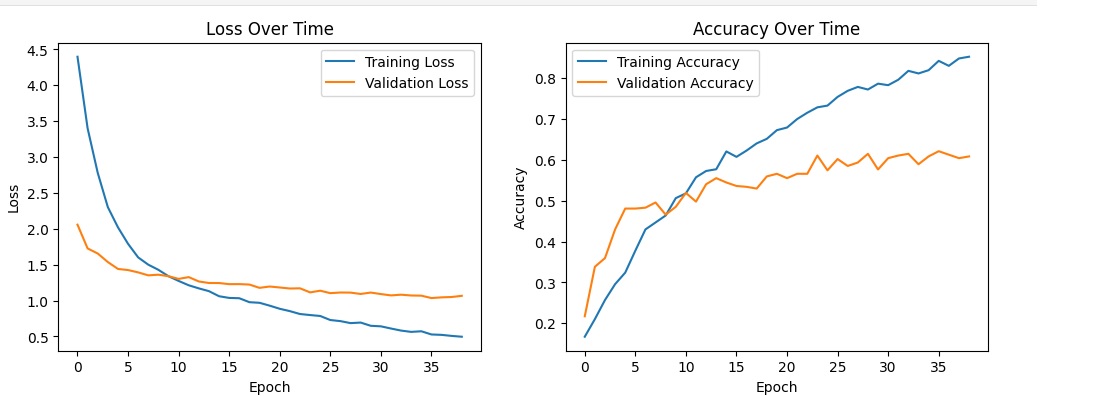 Loss Over Time
4.5
4.0
3.5
3.0
2.5
2.0
1.5
1.0
0.5
Loss
Training Loss
Validation Loss
0 5 10 15 20 25 30 35
Epoch
Accuracy Over Time
0.8
0.7
0.6
0.5
0.4
0.3
0.2
Accuracy
Training Accuracy
Validation Accuracy
0 5 10 15 20 25 30 35
Epoch